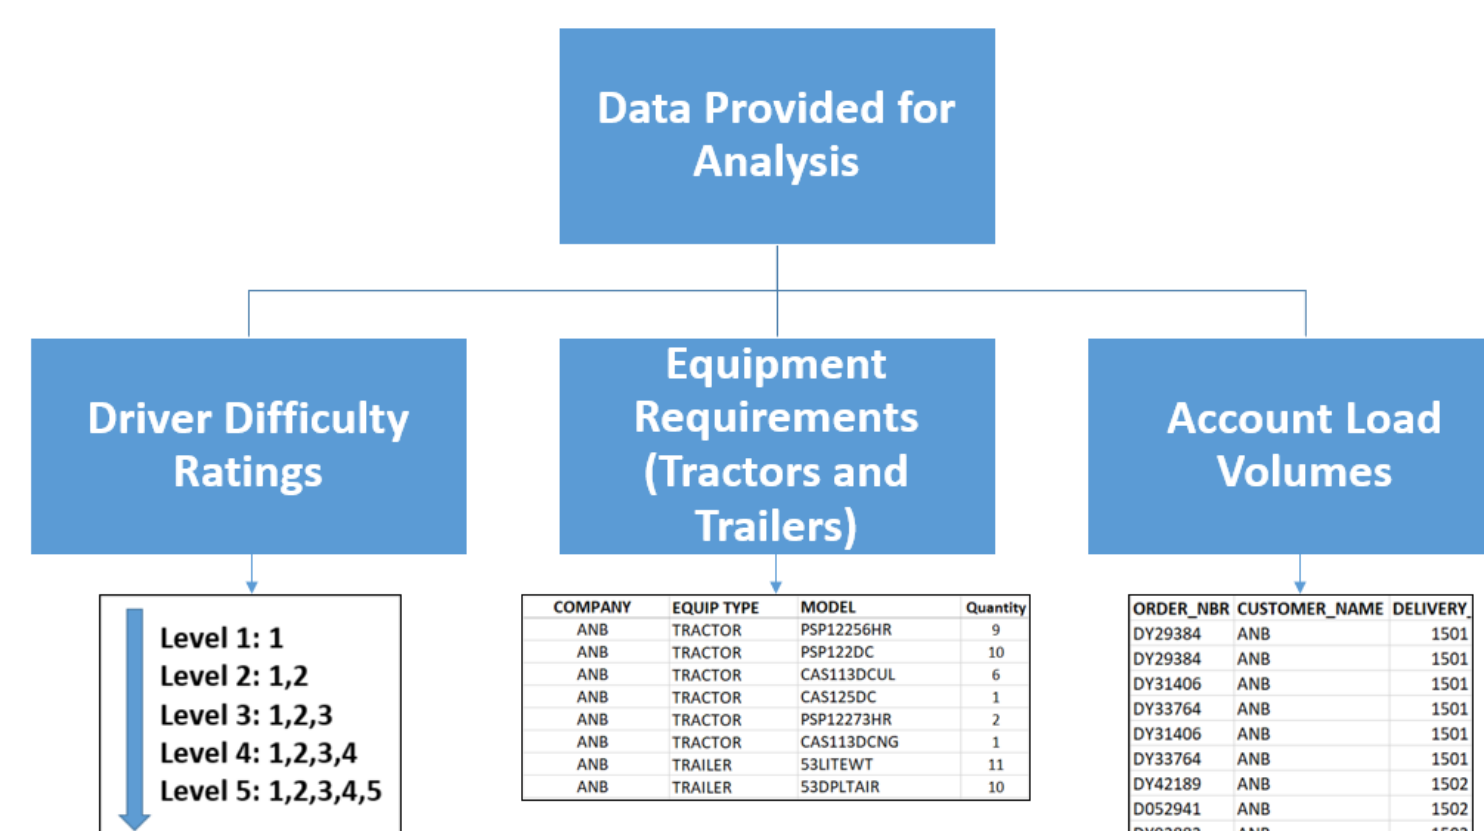 Data Provided for
Analysis
Driver Difficulty
Ratings
Equipment
Requirements
(Tractors and
Trailers)
Account Load
Volumes
Level 1: 1
Level 2: 1,2
Level 3: 1,2,3
Level 4: 1,2,3,4
Level 5: 1,2,3,4,5
COMPANY EQUIP TYPE MODEL Quantity
ANB TRACTOR PSP12256HR 9
ANB TRACTOR PSP122DC 10
ANB TRACTOR CAS113DCUL 6
ANB TRACTOR CAS125DC 1
ANB TRACTOR PSP12273HR 2
ANB TRACTOR CAS113DCNG 1
ANB TRAILER 53LITEWT 11
ANB TRAILER 53DPLTAIR 10
ORDER_NBR CUSTOMER_NAME DELIVERY_
DY29384 ANB 1501
DY29384 ANB 1501
DY31406 ANB 1501
DY33764 ANB 1501
DY31406 ANB 1501
DY33764 ANB 1501
DY42189 ANB 1502
D052941 ANB 1502